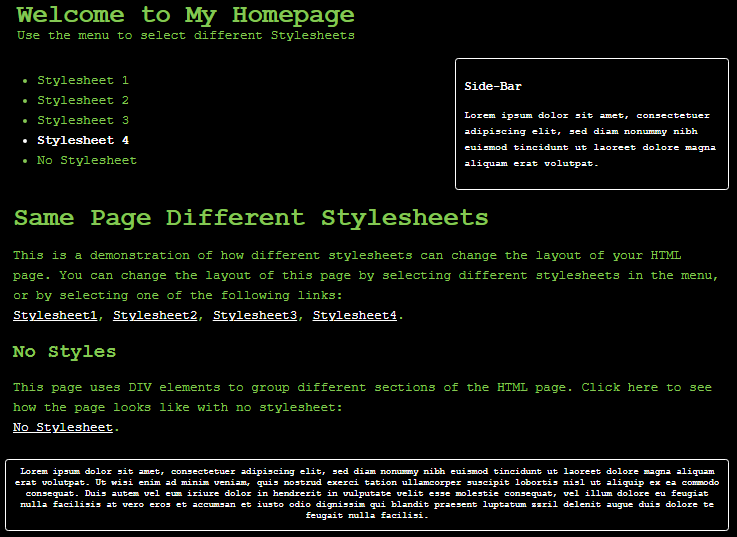 Welcome to My Homepage
Use the menu to select different Stylesheets
Stylesheet 1
Stylesheet 2
Stylesheet 3
Stylesheet 4
No Stylesheet
Side-Bar
Lorem ipsum dolor sit amet, consectetuer
adipiscing elit, sed diam nonummy nibh
euismod tincidunt ut laoreet dolore magna
aliquam erat volutpat.
Same Page Different Stylesheets
This is a demonstration of how different stylesheets can change the layout of your HTML
page. You can change the layout of this page by selecting different stylesheets in the menu,
or by selecting one of the following links:
Stylesheet1, Stylesheet2, Stylesheet3, Stylesheet4.
No Styles
This page uses DIV elements to group different sections of the HTML page. Click here to see
how the page looks like with no stylesheet:
No Stylesheet.
Lorem ipsum dolor sit amet, consectetuer adipiscing elit, sed diam nonummy nibh euismod tincidunt ut laoreet dolore magna aliquam
erat volutpat. Ut wisi enim ad minim veniam, quis nostrud exerci tation ullamcorper suscipit lobortis nisl ut aliquip ex ea commodo
consequat. Duis autem vel eum iriure dolor in hendrerit in vulputate velit esse molestie consequat, vel illum dolore eu feugiat
nulla facilisis at vero eros et accumsan et iusto odio dignissim qui blandit praesent luptatum zzril delenit augue duis dolore te
feugait nulla facilisi.